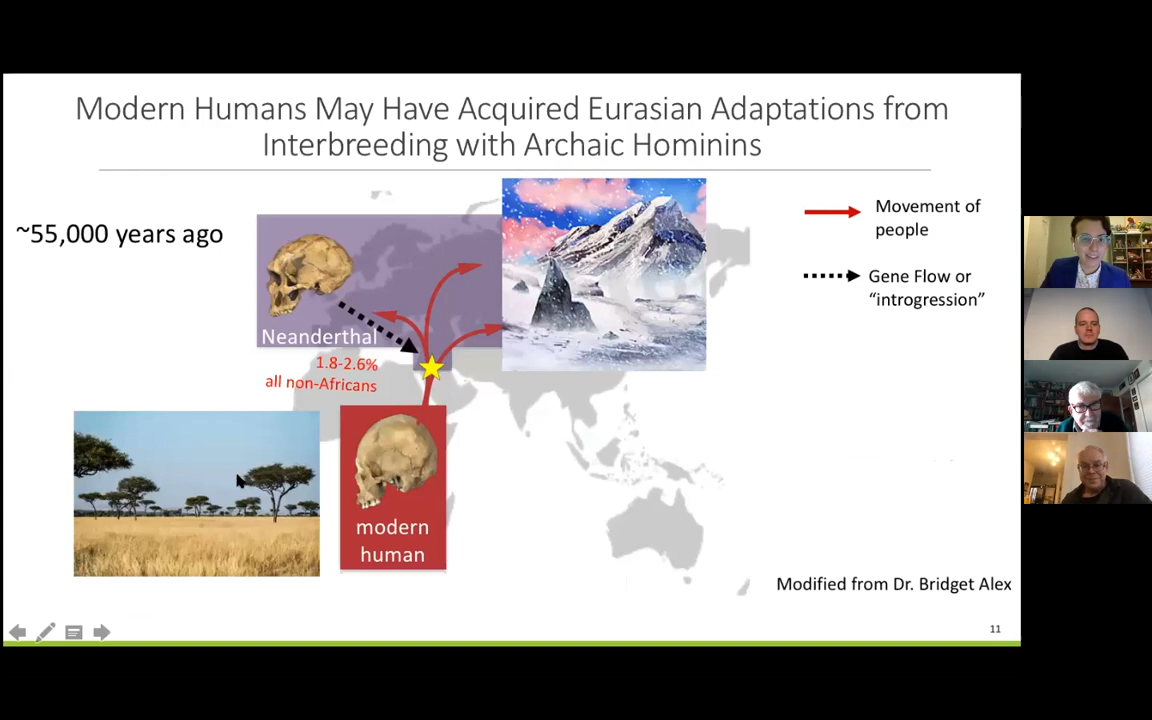 Modern Humans May Have Acquired Eurasian Adaptations from
Interbreeding with Archaic Hominins
~55,000 years ago
Movement of
people
Gene Flow or
“introgression”
Neanderthal
1.8-2.6%
all non-Africans
modern
human
Modified from Dr. Bridget Alex
11